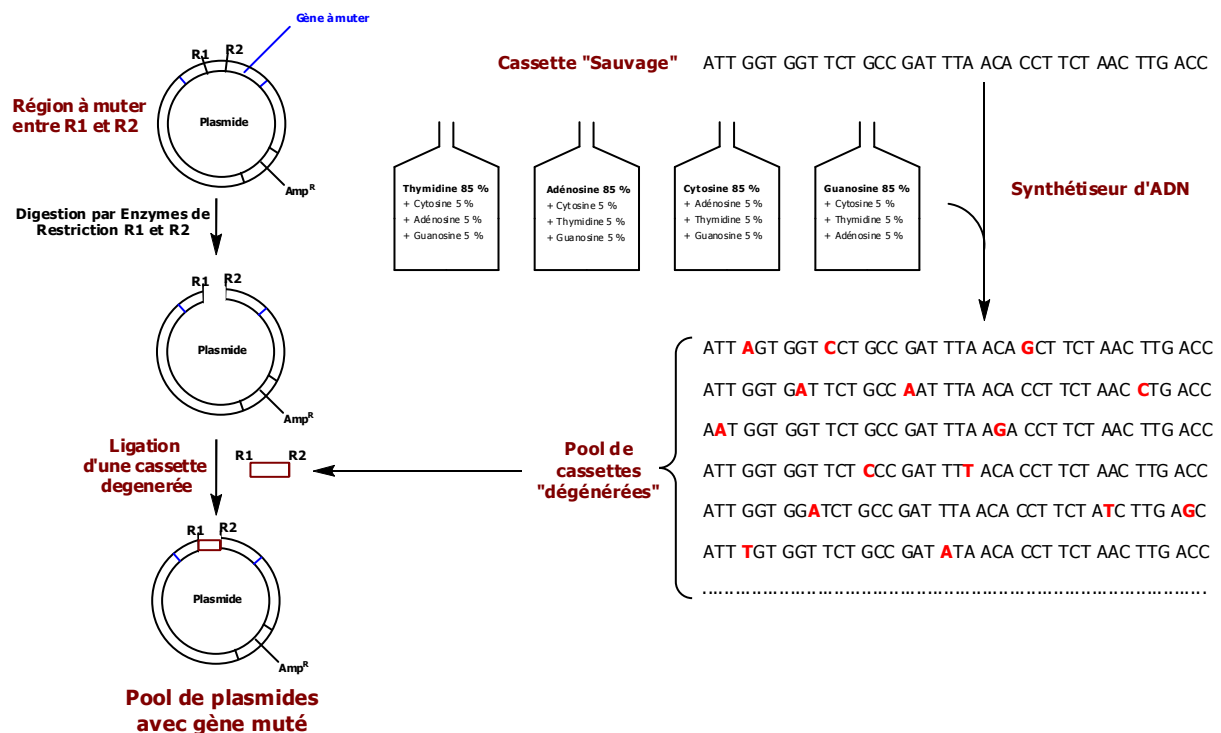 Gène à muter
R1
R2
Cassette "Sauvage"
ATT GGT GGT TCT GCC GAT TTA ACA CCT TCT AAC TTG ACC
Région à muter
entre R1 et R2
Plasmide
Amp^R
Thymidine 85 %
+ Cytosine 5 %
+ Adénosine 5 %
+ Guanosine 5 %
Adénosine 85 %
+ Cytosine 5 %
+ Thymidine 5 %
+ Guanosine 5 %
Cytosine 85 %
+ Adénosine 5 %
+ Thymidine 5 %
+ Guanosine 5 %
Guanosine 85 %
+ Cytosine 5 %
+ Thymidine 5 %
+ Adénosine 5 %
Synthétiseur d'ADN
Digestion par Enzymes de
Restriction R1 et R2
R1
R2
Plasmide
Amp^R
Ligation
d'une cassette
degenerée
R1
R2
Pool de
cassettes
"dégénérées"
ATT AGT GGT CCT GCC GAT TTA ACA GCT TCT AAC TTG ACC
ATT GGT GAT TCT GCC AAT TTA ACA CCT TCT AAC CTG ACC
AAT GGT GGT TCT GCC GAT TTA AGA CCT TCT AAC TTG ACC
ATT GGT GGT TCT CCC GAT TTT ACA CCT TCT AAC TTG ACC
ATT GGT GGA TCT GCC GAT TTA ACA CCT TCT ATC TTG AGC
ATT TGT GGT TCT GCC GAT ATA ACA CCT TCT AAC TTG ACC
R1
R2
Plasmide
Amp^R
Pool de plasmides
avec gène muté